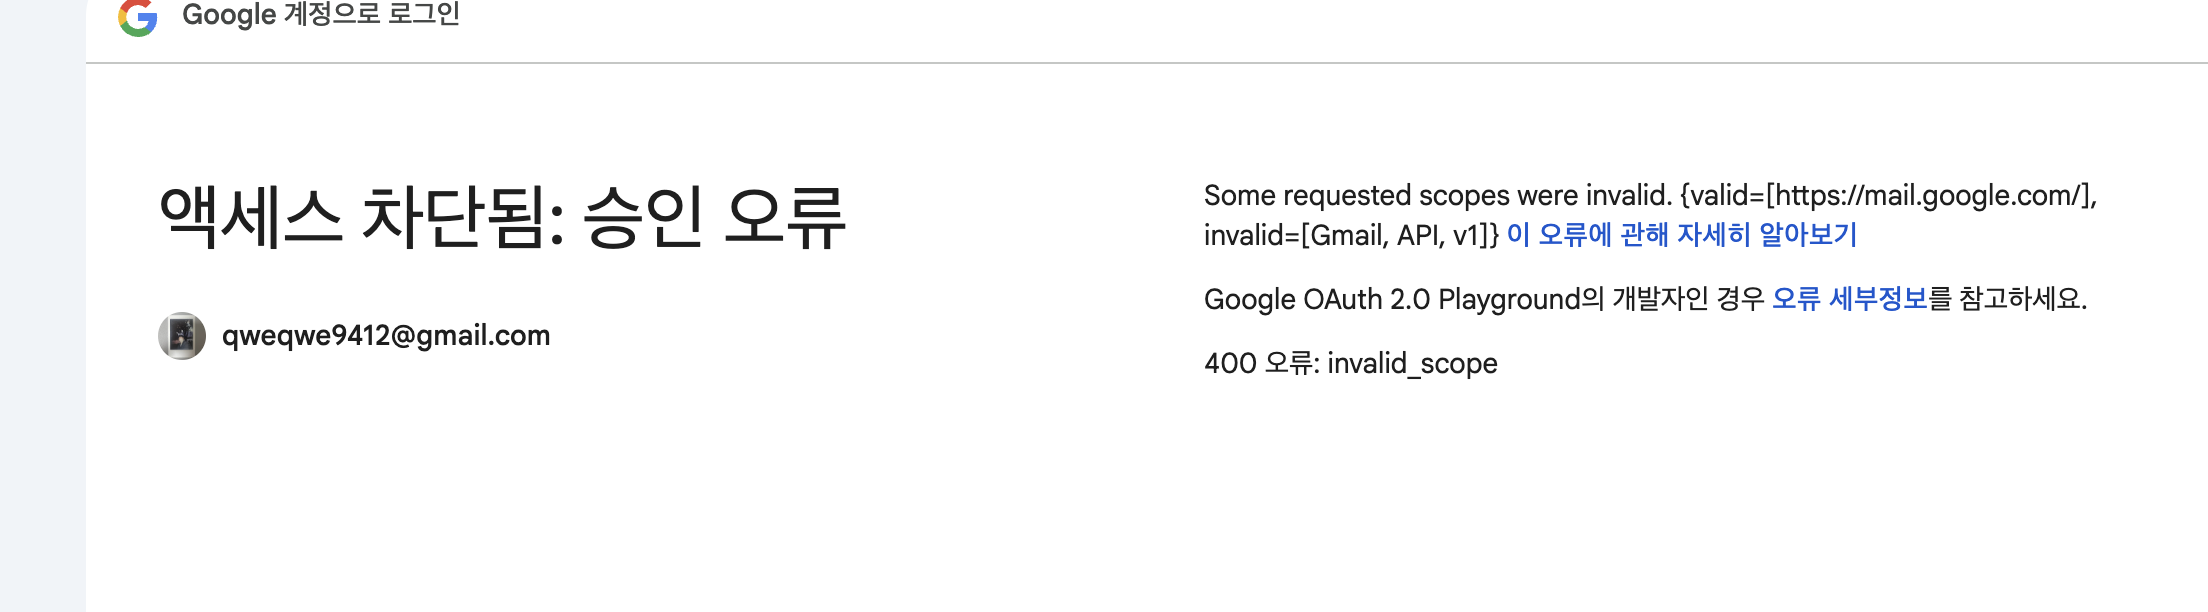 Google 계정으로 로그인
액세스 차단됨: 승인 오류
qweqwe9412@gmail.com
Some requested scopes were invalid. {valid=[https://mail.google.com/],
invalid=[Gmail, API, v1]} 이 오류에 관해 자세히 알아보기
Google OAuth 2.0 Playground의 개발자인 경우 오류 세부정보를 참고하세요.
400 오류: invalid_scope